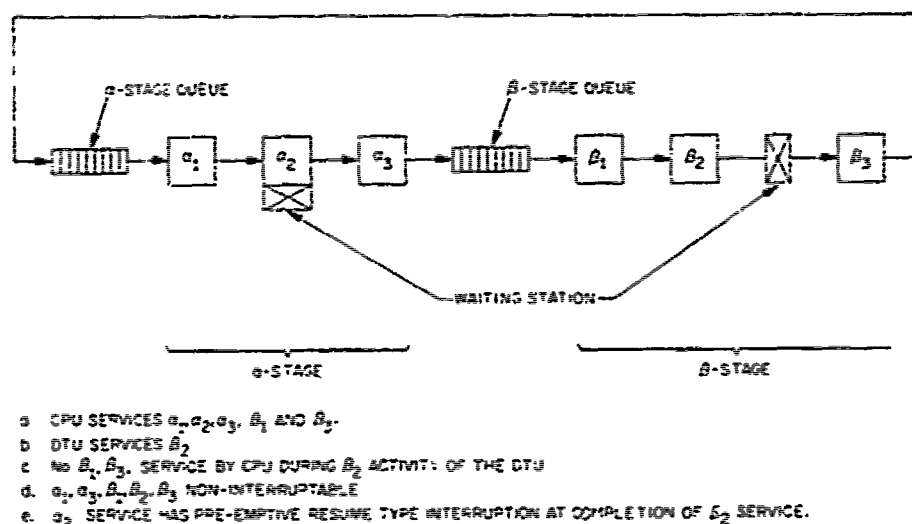 α-STAGE QUEUE
β-STAGE QUEUE
α₁ α₂ α₃ β₁ β₂ β₃
WAITING STATION
α-STAGE
β-STAGE
a CPU SERVICES α₁, α₂, α₃, β₁ AND β₃.
b DTU SERVICES β₂
c NO β₁, β₃, SERVICE BY CPU DURING β₂ ACTIVITY OF THE DTU
d. α₁, α₃, β₁, β₂, β₃ NON-INTERRUPTABLE
e. α₂ SERVICE HAS PRE-EMPTIVE RESUME TYPE INTERRUPTION AT COMPLETION OF β₂ SERVICE.